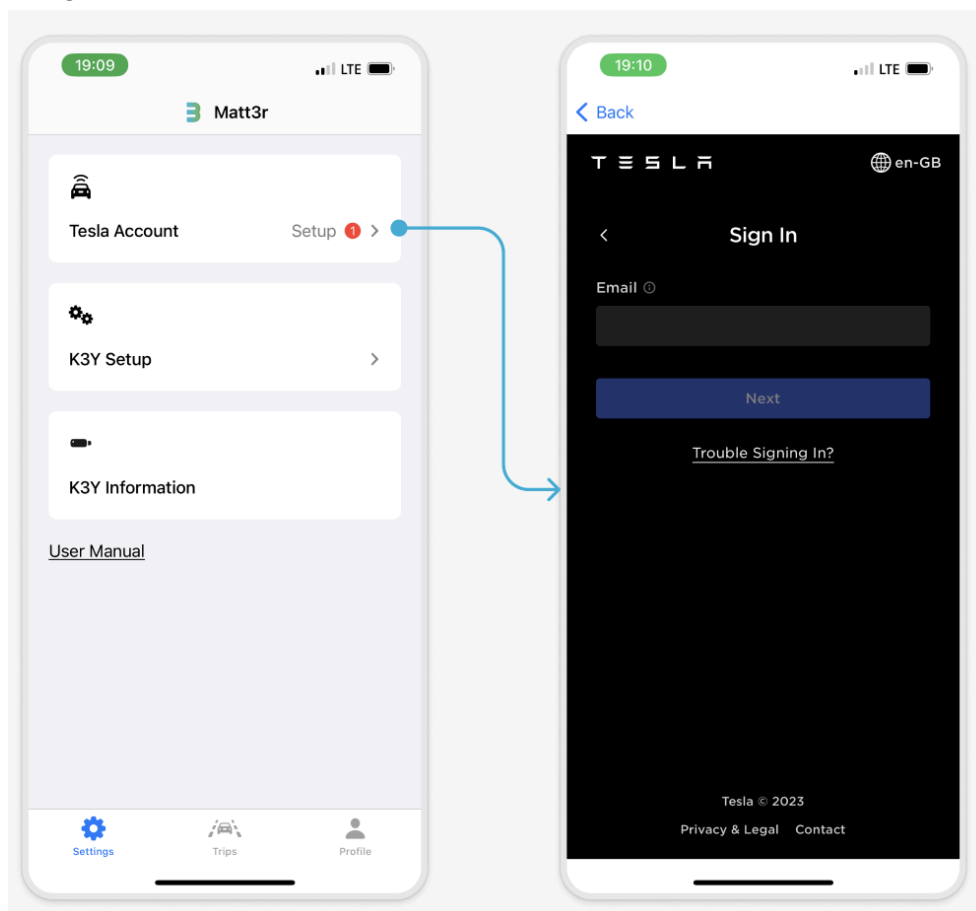 19:09
LTE
Matt3r
Tesla Account
Setup 1
K3Y Setup
K3Y Information
User Manual
Settings
Trips
Profile
19:10
LTE
Back
TESLA
en-GB
Sign In
Email
Next
Trouble Signing In?
Tesla © 2023
Privacy & Legal Contact